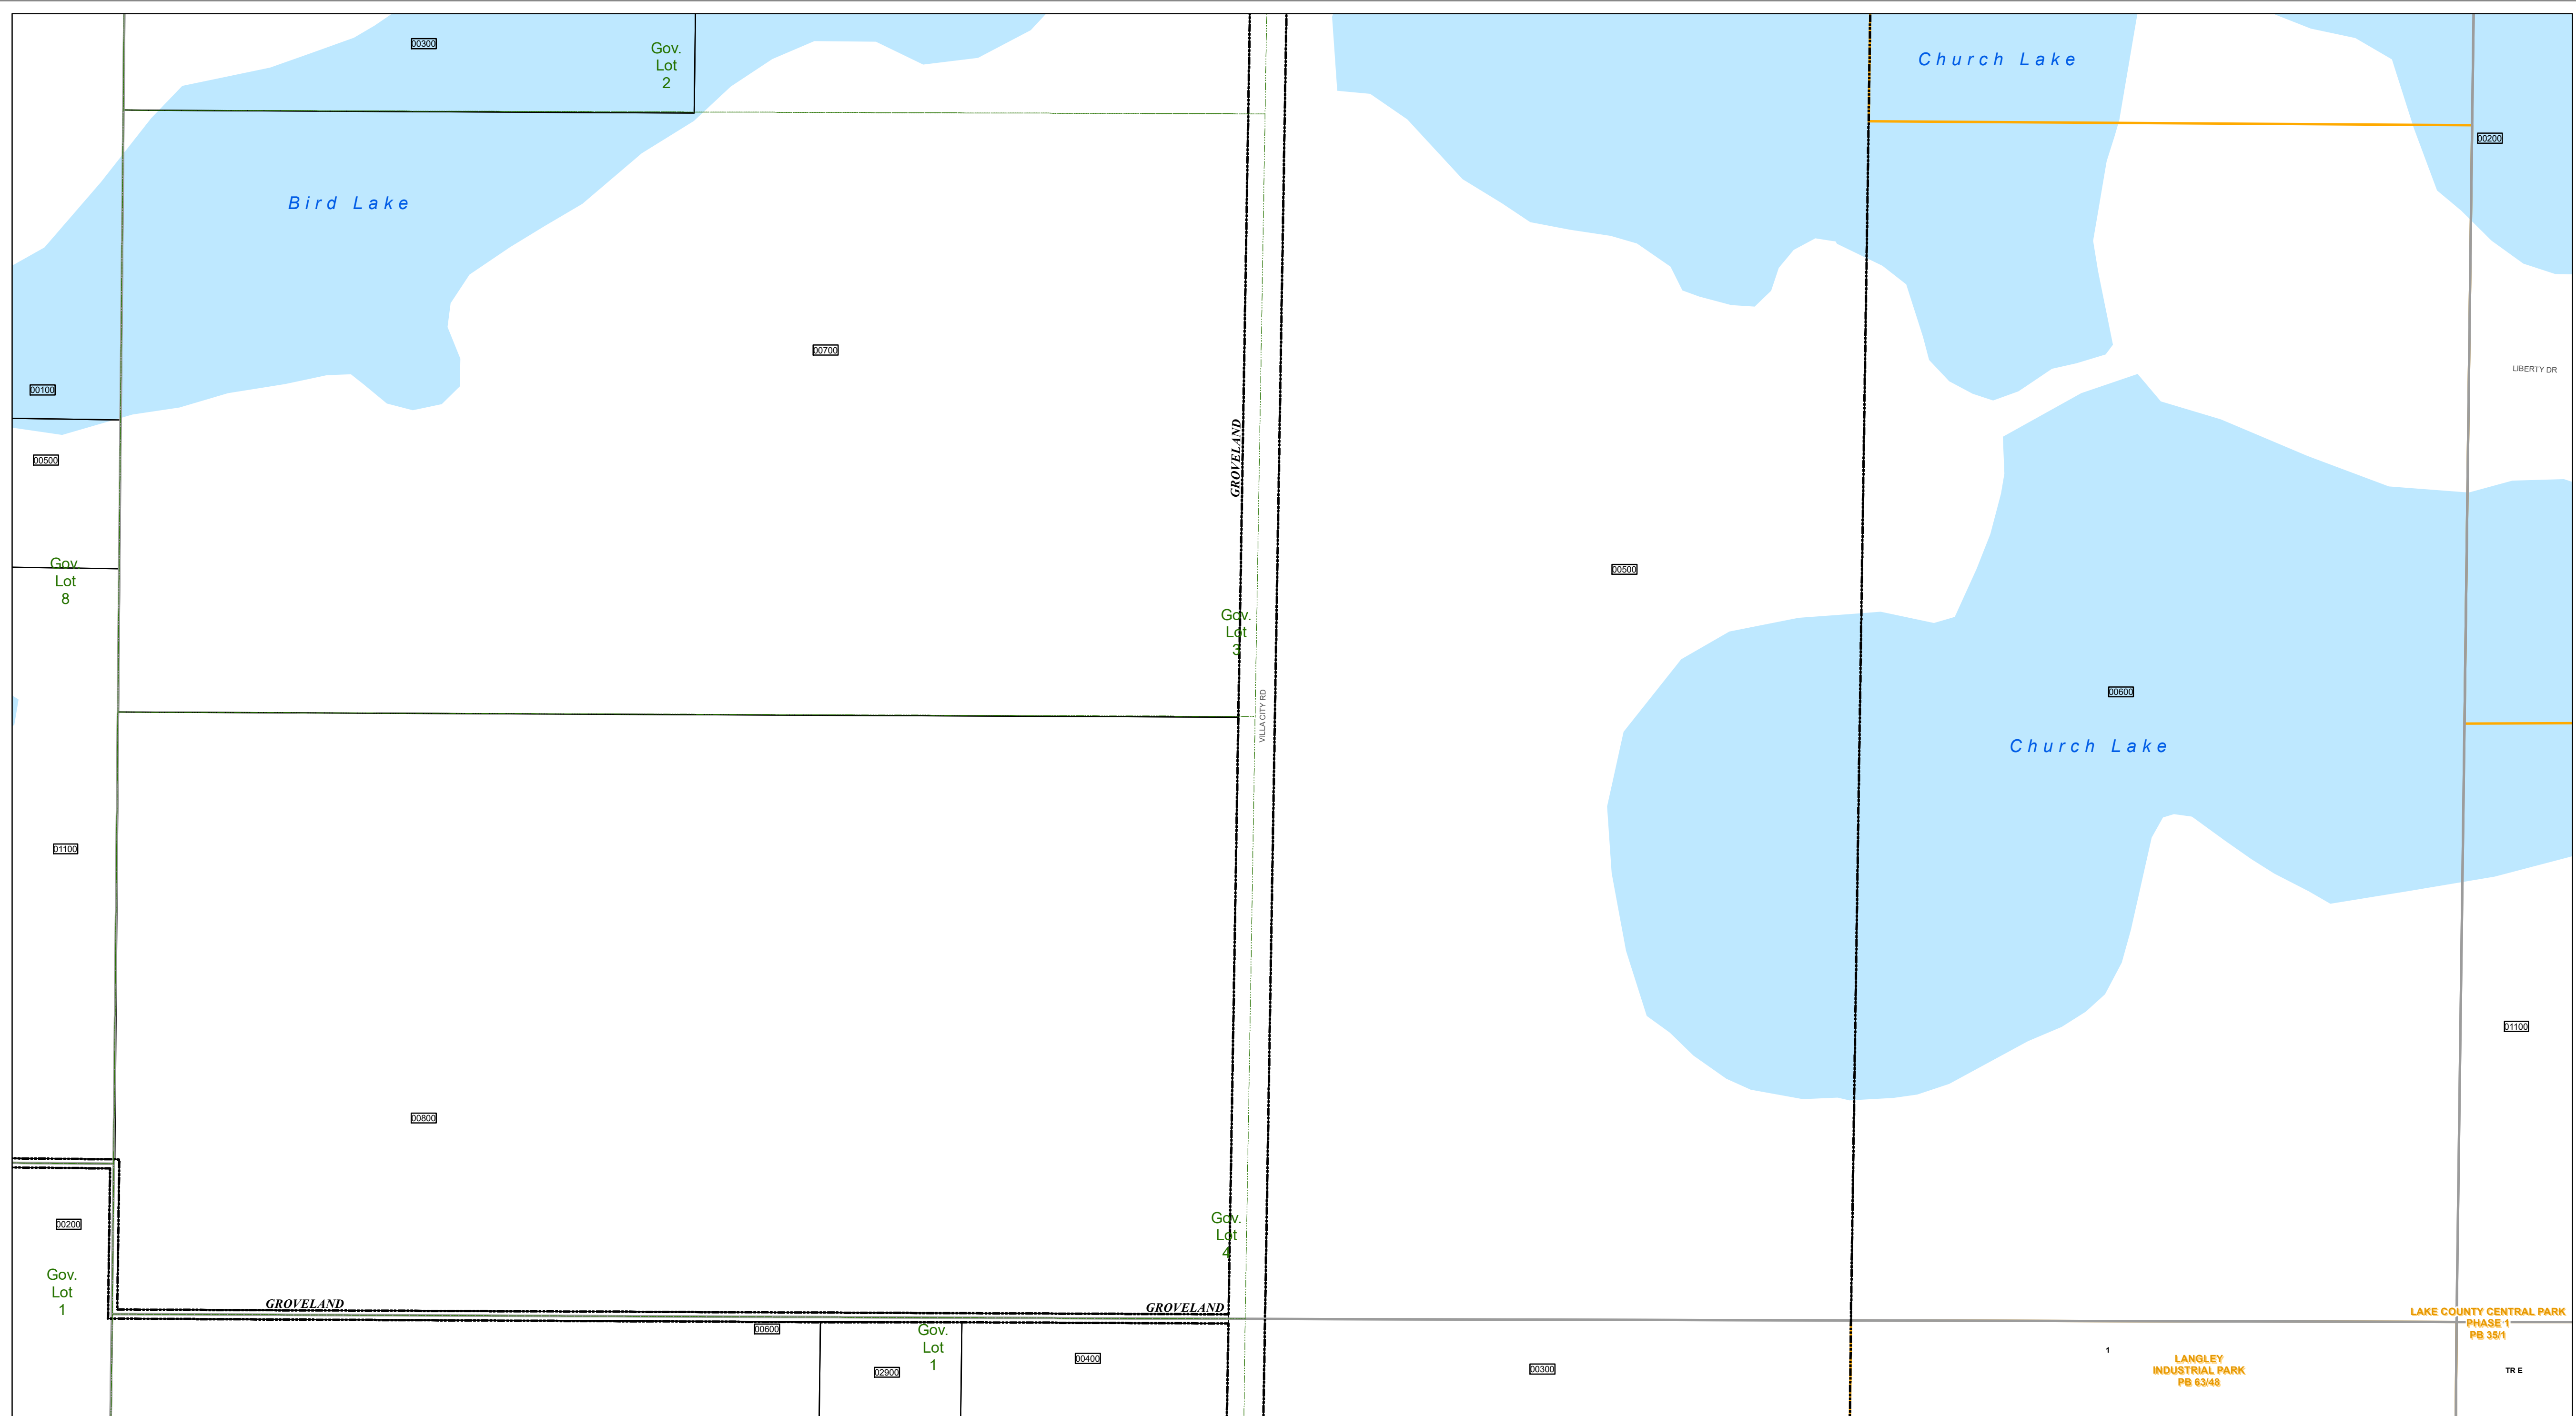 00300
Gov.
Lot
2
Church Lake
00200
Bird Lake
00700
LIBERTY DR
00100
GROVELAND
00500
Gov.
Lot
8
00500
Gov.
Lot
3
VILLA CITY RD
00600
Church Lake
01100
01100
00800
00200
Gov.
Lot
4
Gov.
Lot
1
GROVELAND
GROVELAND
LAKE COUNTY CENTRAL PARK
PHASE 1
PB 35/1
00600
Gov.
Lot
1
02900
00400
00300
1
LANGLEY
INDUSTRIAL PARK
PB 63/48
TR E